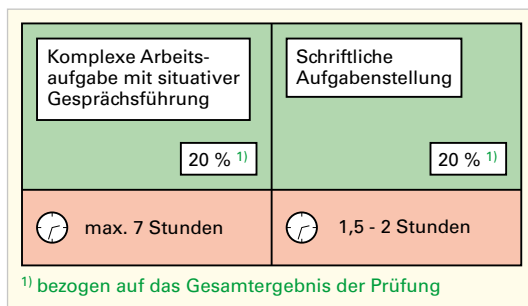 Komplexe Arbeits-
aufgabe mit situativer
Gesprächsführung
20 % 1)
max. 7 Stunden
Schriftliche
Aufgabenstellung
20 % 1)
1,5 - 2 Stunden
1) bezogen auf das Gesamtergebnis der Prüfung